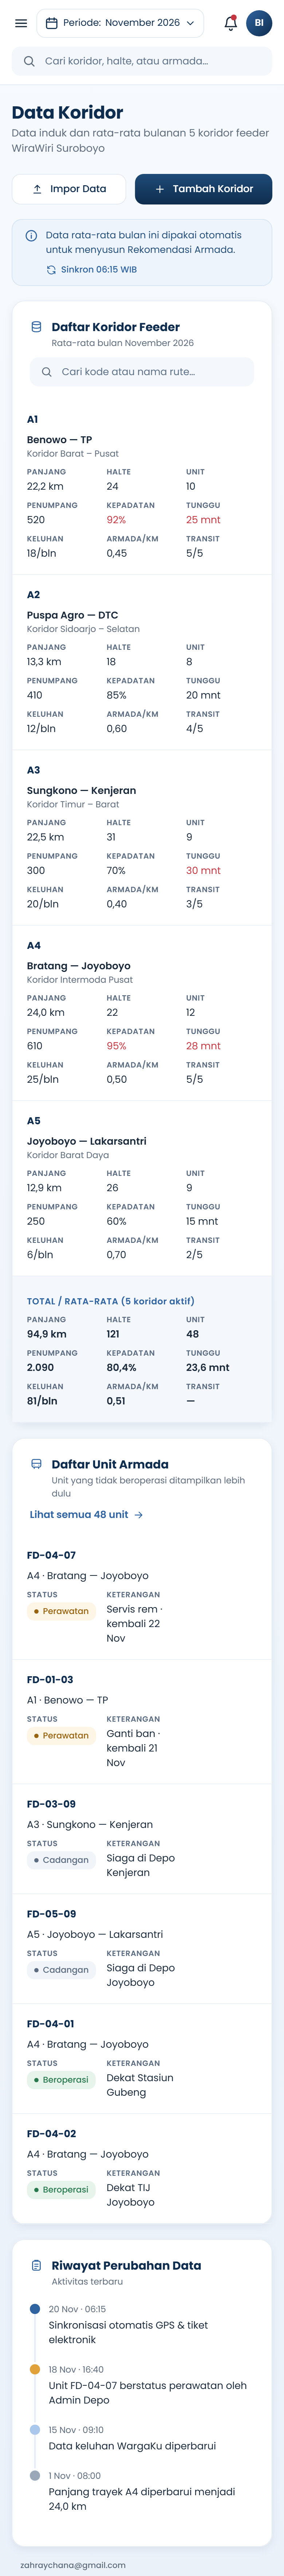 Periode: November 2026
BI
Cari koridor, halte, atau armada...
Data Koridor
Data induk dan rata-rata bulanan 5 koridor feeder
WiraWiri Suroboyo
Impor Data
Tambah Koridor
Data rata-rata bulan ini dipakai otomatis
untuk menyusun Rekomendasi Armada.
Sinkron 06:15 WIB
Daftar Koridor Feeder
Rata-rata bulan November 2026
Cari kode atau nama rute...
A1
Benowo — TP
Koridor Barat – Pusat
PANJANG HALTE UNIT
22,2 km 24 10
PENUMPANG KEPADATAN TUNGGU
520 92% 25 mnt
KELUHAN ARMADA/KM TRANSIT
18/bln 0,45 5/5
A2
Puspa Agro — DTC
Koridor Sidoarjo – Selatan
PANJANG HALTE UNIT
13,3 km 18 8
PENUMPANG KEPADATAN TUNGGU
410 85% 20 mnt
KELUHAN ARMADA/KM TRANSIT
12/bln 0,60 4/5
A3
Sungkono — Kenjeran
Koridor Timur – Barat
PANJANG HALTE UNIT
22,5 km 31 9
PENUMPANG KEPADATAN TUNGGU
300 70% 30 mnt
KELUHAN ARMADA/KM TRANSIT
20/bln 0,40 3/5
A4
Bratang — Joyoboyo
Koridor Intermoda Pusat
PANJANG HALTE UNIT
24,0 km 22 12
PENUMPANG KEPADATAN TUNGGU
610 95% 28 mnt
KELUHAN ARMADA/KM TRANSIT
25/bln 0,50 5/5
A5
Joyoboyo — Lakarsantri
Koridor Barat Daya
PANJANG HALTE UNIT
12,9 km 26 9
PENUMPANG KEPADATAN TUNGGU
250 60% 15 mnt
KELUHAN ARMADA/KM TRANSIT
6/bln 0,70 2/5
TOTAL / RATA-RATA (5 koridor aktif)
PANJANG HALTE UNIT
94,9 km 121 48
PENUMPANG KEPADATAN TUNGGU
2.090 80,4% 23,6 mnt
KELUHAN ARMADA/KM TRANSIT
81/bln 0,51 —
Daftar Unit Armada
Unit yang tidak beroperasi ditampilkan lebih
dulu
Lihat semua 48 unit →
FD-04-07
A4 · Bratang — Joyoboyo
STATUS KETERANGAN
Perawatan Servis rem ·
kembali 22
Nov
FD-01-03
A1 · Benowo — TP
STATUS KETERANGAN
Perawatan Ganti ban ·
kembali 21
Nov
FD-03-09
A3 · Sungkono — Kenjeran
STATUS KETERANGAN
Cadangan Siaga di Depo
Kenjeran
FD-05-09
A5 · Joyoboyo — Lakarsantri
STATUS KETERANGAN
Cadangan Siaga di Depo
Joyoboyo
FD-04-01
A4 · Bratang — Joyoboyo
STATUS KETERANGAN
Beroperasi Dekat Stasiun
Gubeng
FD-04-02
A4 · Bratang — Joyoboyo
STATUS KETERANGAN
Beroperasi Dekat TIJ
Joyoboyo
Riwayat Perubahan Data
Aktivitas terbaru
20 Nov · 06:15
Sinkronisasi otomatis GPS & tiket
elektronik
18 Nov · 16:40
Unit FD-04-07 berstatus perawatan oleh
Admin Depo
15 Nov · 09:10
Data keluhan WargaKu diperbarui
1 Nov · 08:00
Panjang trayek A4 diperbarui menjadi
24,0 km
zahraychana@gmail.com